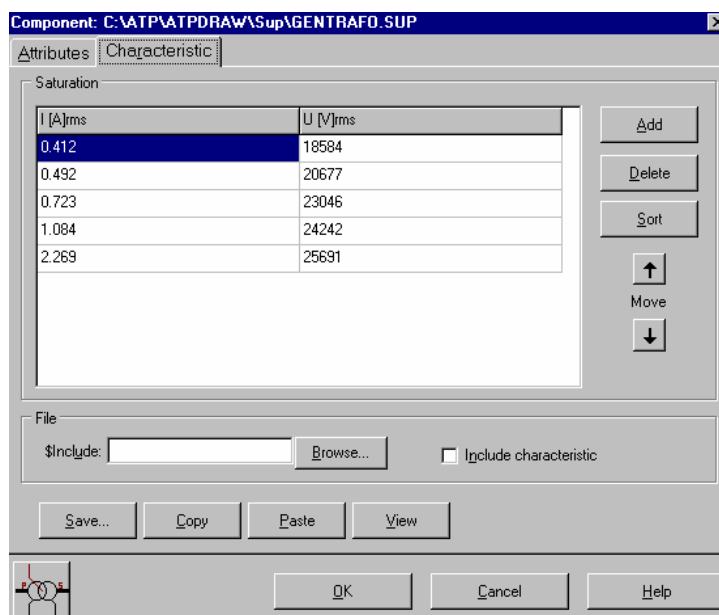 Component: C:\ATP\ATPDRAW\Sup\GENTRAFO.SUP
Attributes Characteristic
Saturation
I [A]rms U [V]rms
0.412 18584
0.492 20677
0.723 23046
1.084 24242
2.269 25691
Add
Delete
Sort
Move
File
$Include: Browse... Include characteristic
Save... Copy Paste View
P S
OK Cancel Help